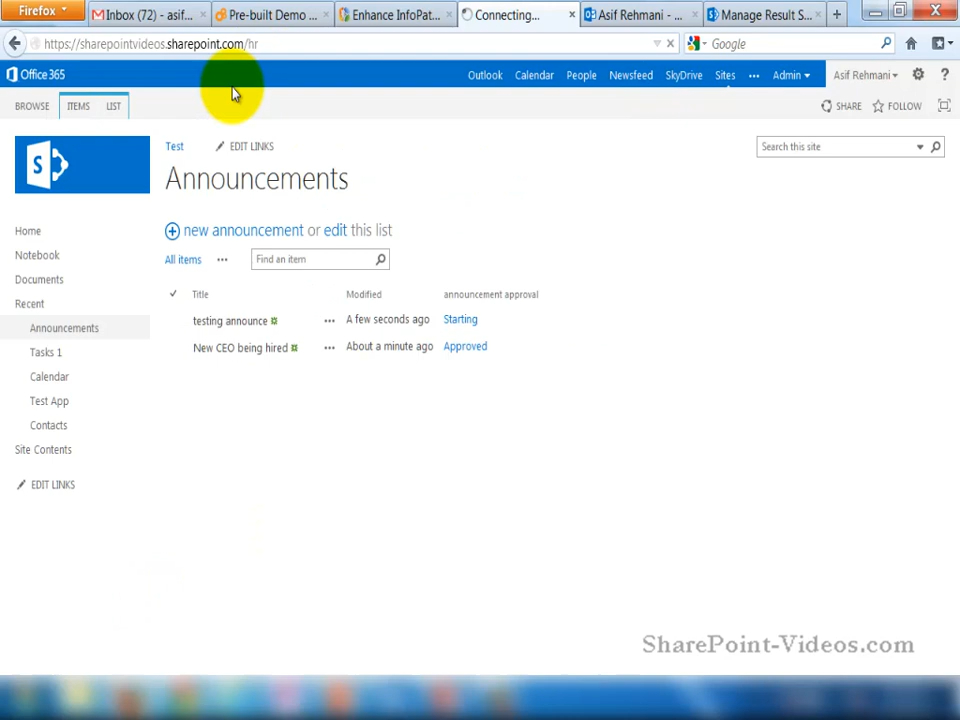 Firefox
Inbox (72) - asif...
Pre-built Demo ...
Enhance InfoPat...
Connecting...
Asif Rehmani - ...
Manage Result S...
https://sharepointvideos.sharepoint.com/hr
Google
Office 365
Outlook Calendar People Newsfeed SkyDrive Sites ... Admin
Asif Rehmani
?
BROWSE ITEMS LIST
SHARE FOLLOW
S
Test
EDIT LINKS
Search this site
Announcements
new announcement or edit this list
All items ...
Find an item
Title Modified announcement approval
testing announce ... A few seconds ago Starting
New CEO being hired ... About a minute ago Approved
Home
Notebook
Documents
Recent
Announcements
Tasks 1
Calendar
Test App
Contacts
Site Contents
EDIT LINKS
SharePoint-Videos.com